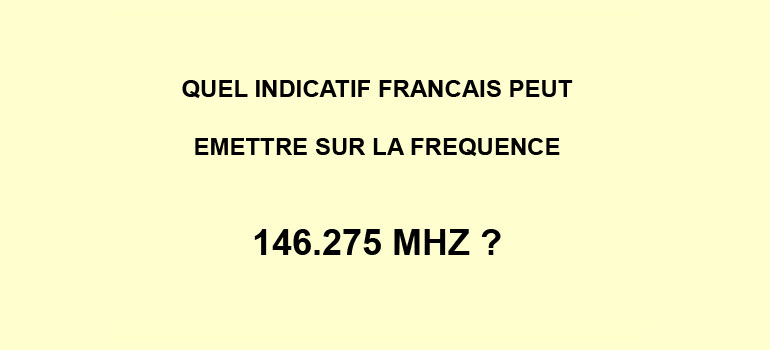 QUEL INDICATIF FRANCAIS PEUT
EMETTRE SUR LA FREQUENCE
146.275 MHZ ?